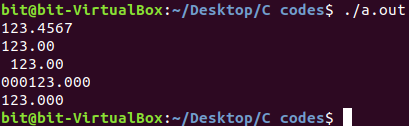 bit@bit-VirtualBox:~/Desktop/C codes$ ./a.out
123.4567
123.00
 123.00
000123.000
123.000
bit@bit-VirtualBox:~/Desktop/C codes$